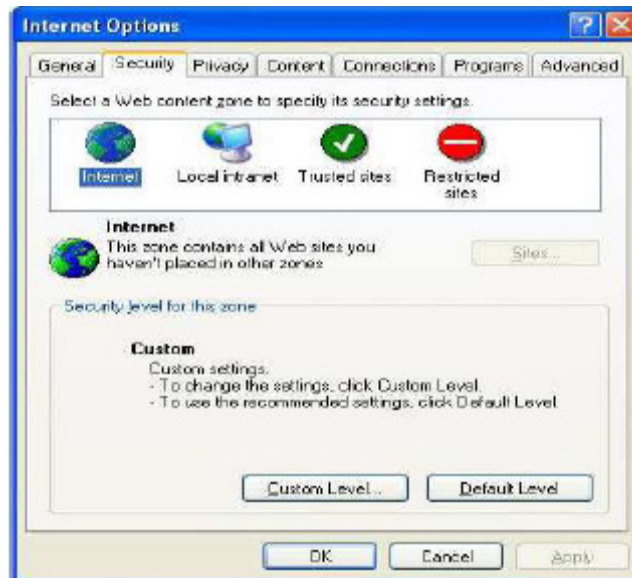 Internet Options
General Security Privacy Content Connections Programs Advanced
Select a Web content zone to specify its security settings.
Internet Local intranet Trusted sites Restricted sites
Internet
This zone contains all Web sites you
haven't placed in other zones
Sites...
Security level for this zone
Custom
Custom settings.
- To change the settings, click Custom Level.
- To use the recommended settings, click Default Level.
Custom Level... Default Level
OK Cancel Apply